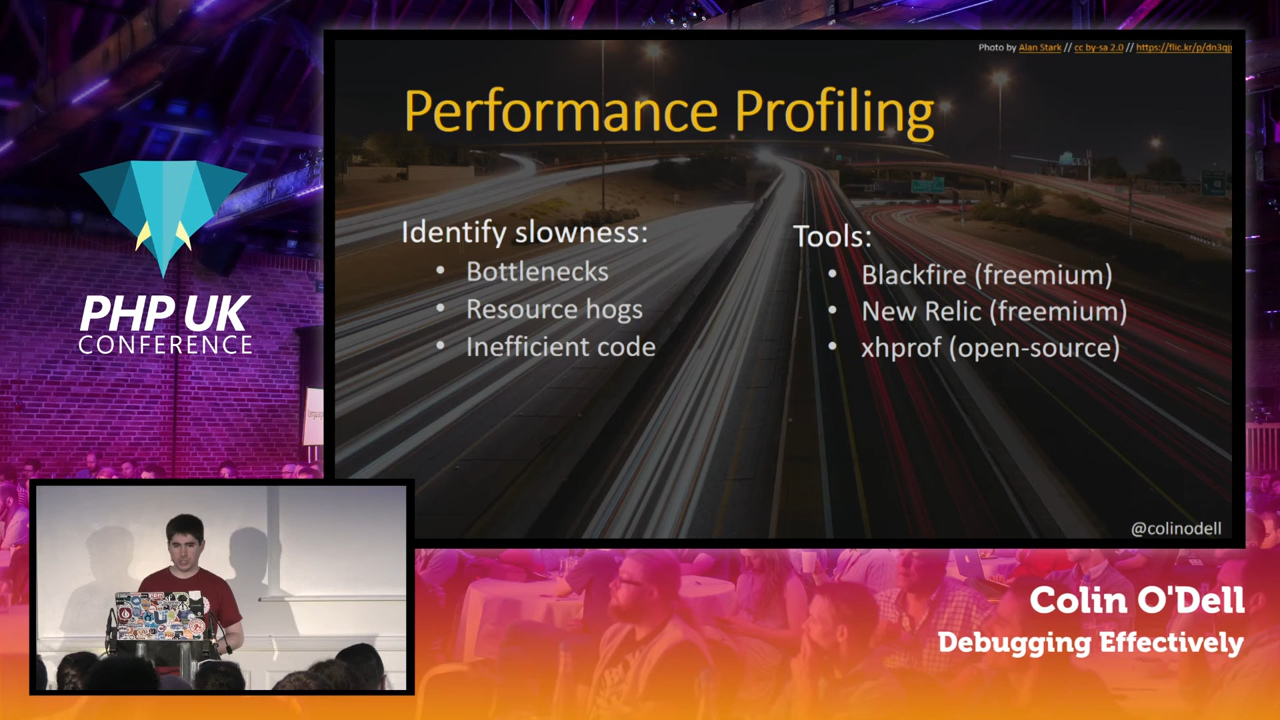 Photo by Alan Stark // cc by-sa 2.0 // https://flic.kr/p/dn3qj
Performance Profiling
Identify slowness:
• Bottlenecks
• Resource hogs
• Inefficient code
Tools:
• Blackfire (freemium)
• New Relic (freemium)
• xhprof (open-source)
@colinodell
PHP UK
CONFERENCE
Colin O'Dell
Debugging Effectively